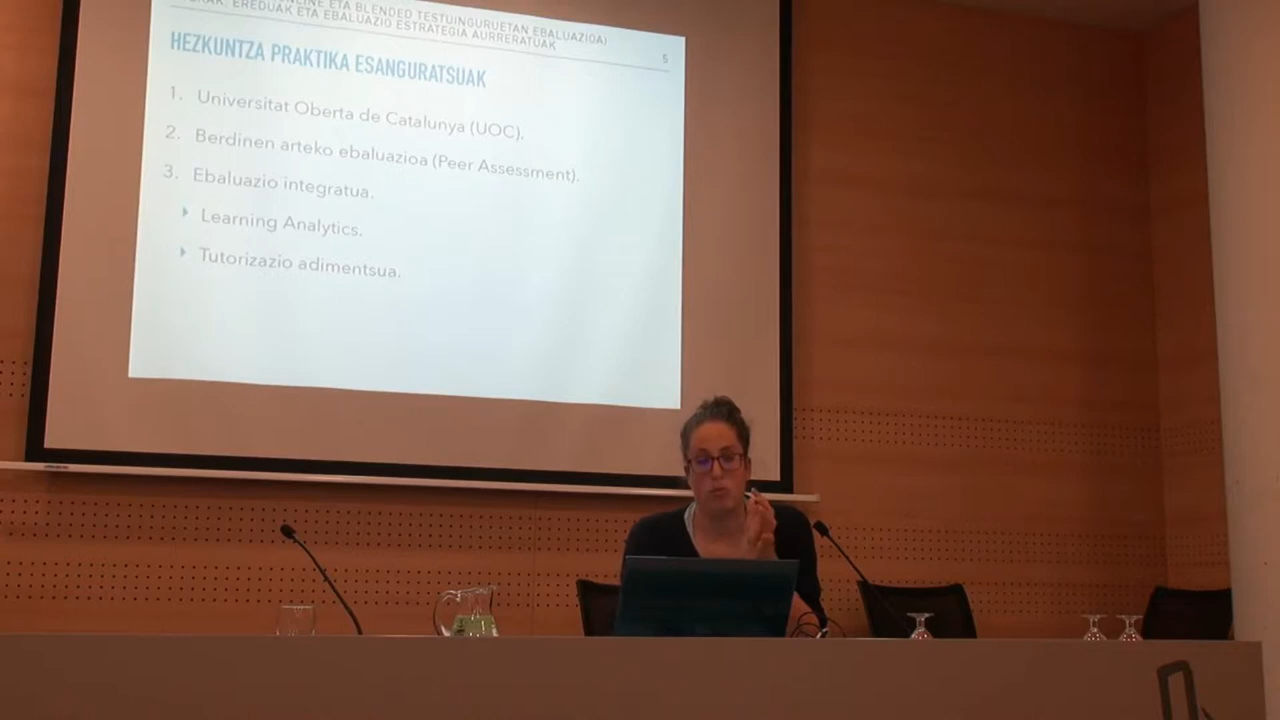 ONLINE ETA BLENDED TESTUINGURUETAN EBALUAZIOA)
EREDUAK ETA EBALUAZIO ESTRATEGIA AURRERATUAK
5
HEZKUNTZA PRAKTIKA ESANGURATSUAK
1. Universitat Oberta de Catalunya (UOC).
2. Berdinen arteko ebaluazioa (Peer Assessment).
3. Ebaluazio integratua.
Learning Analytics.
Tutorizazio adimentsua.